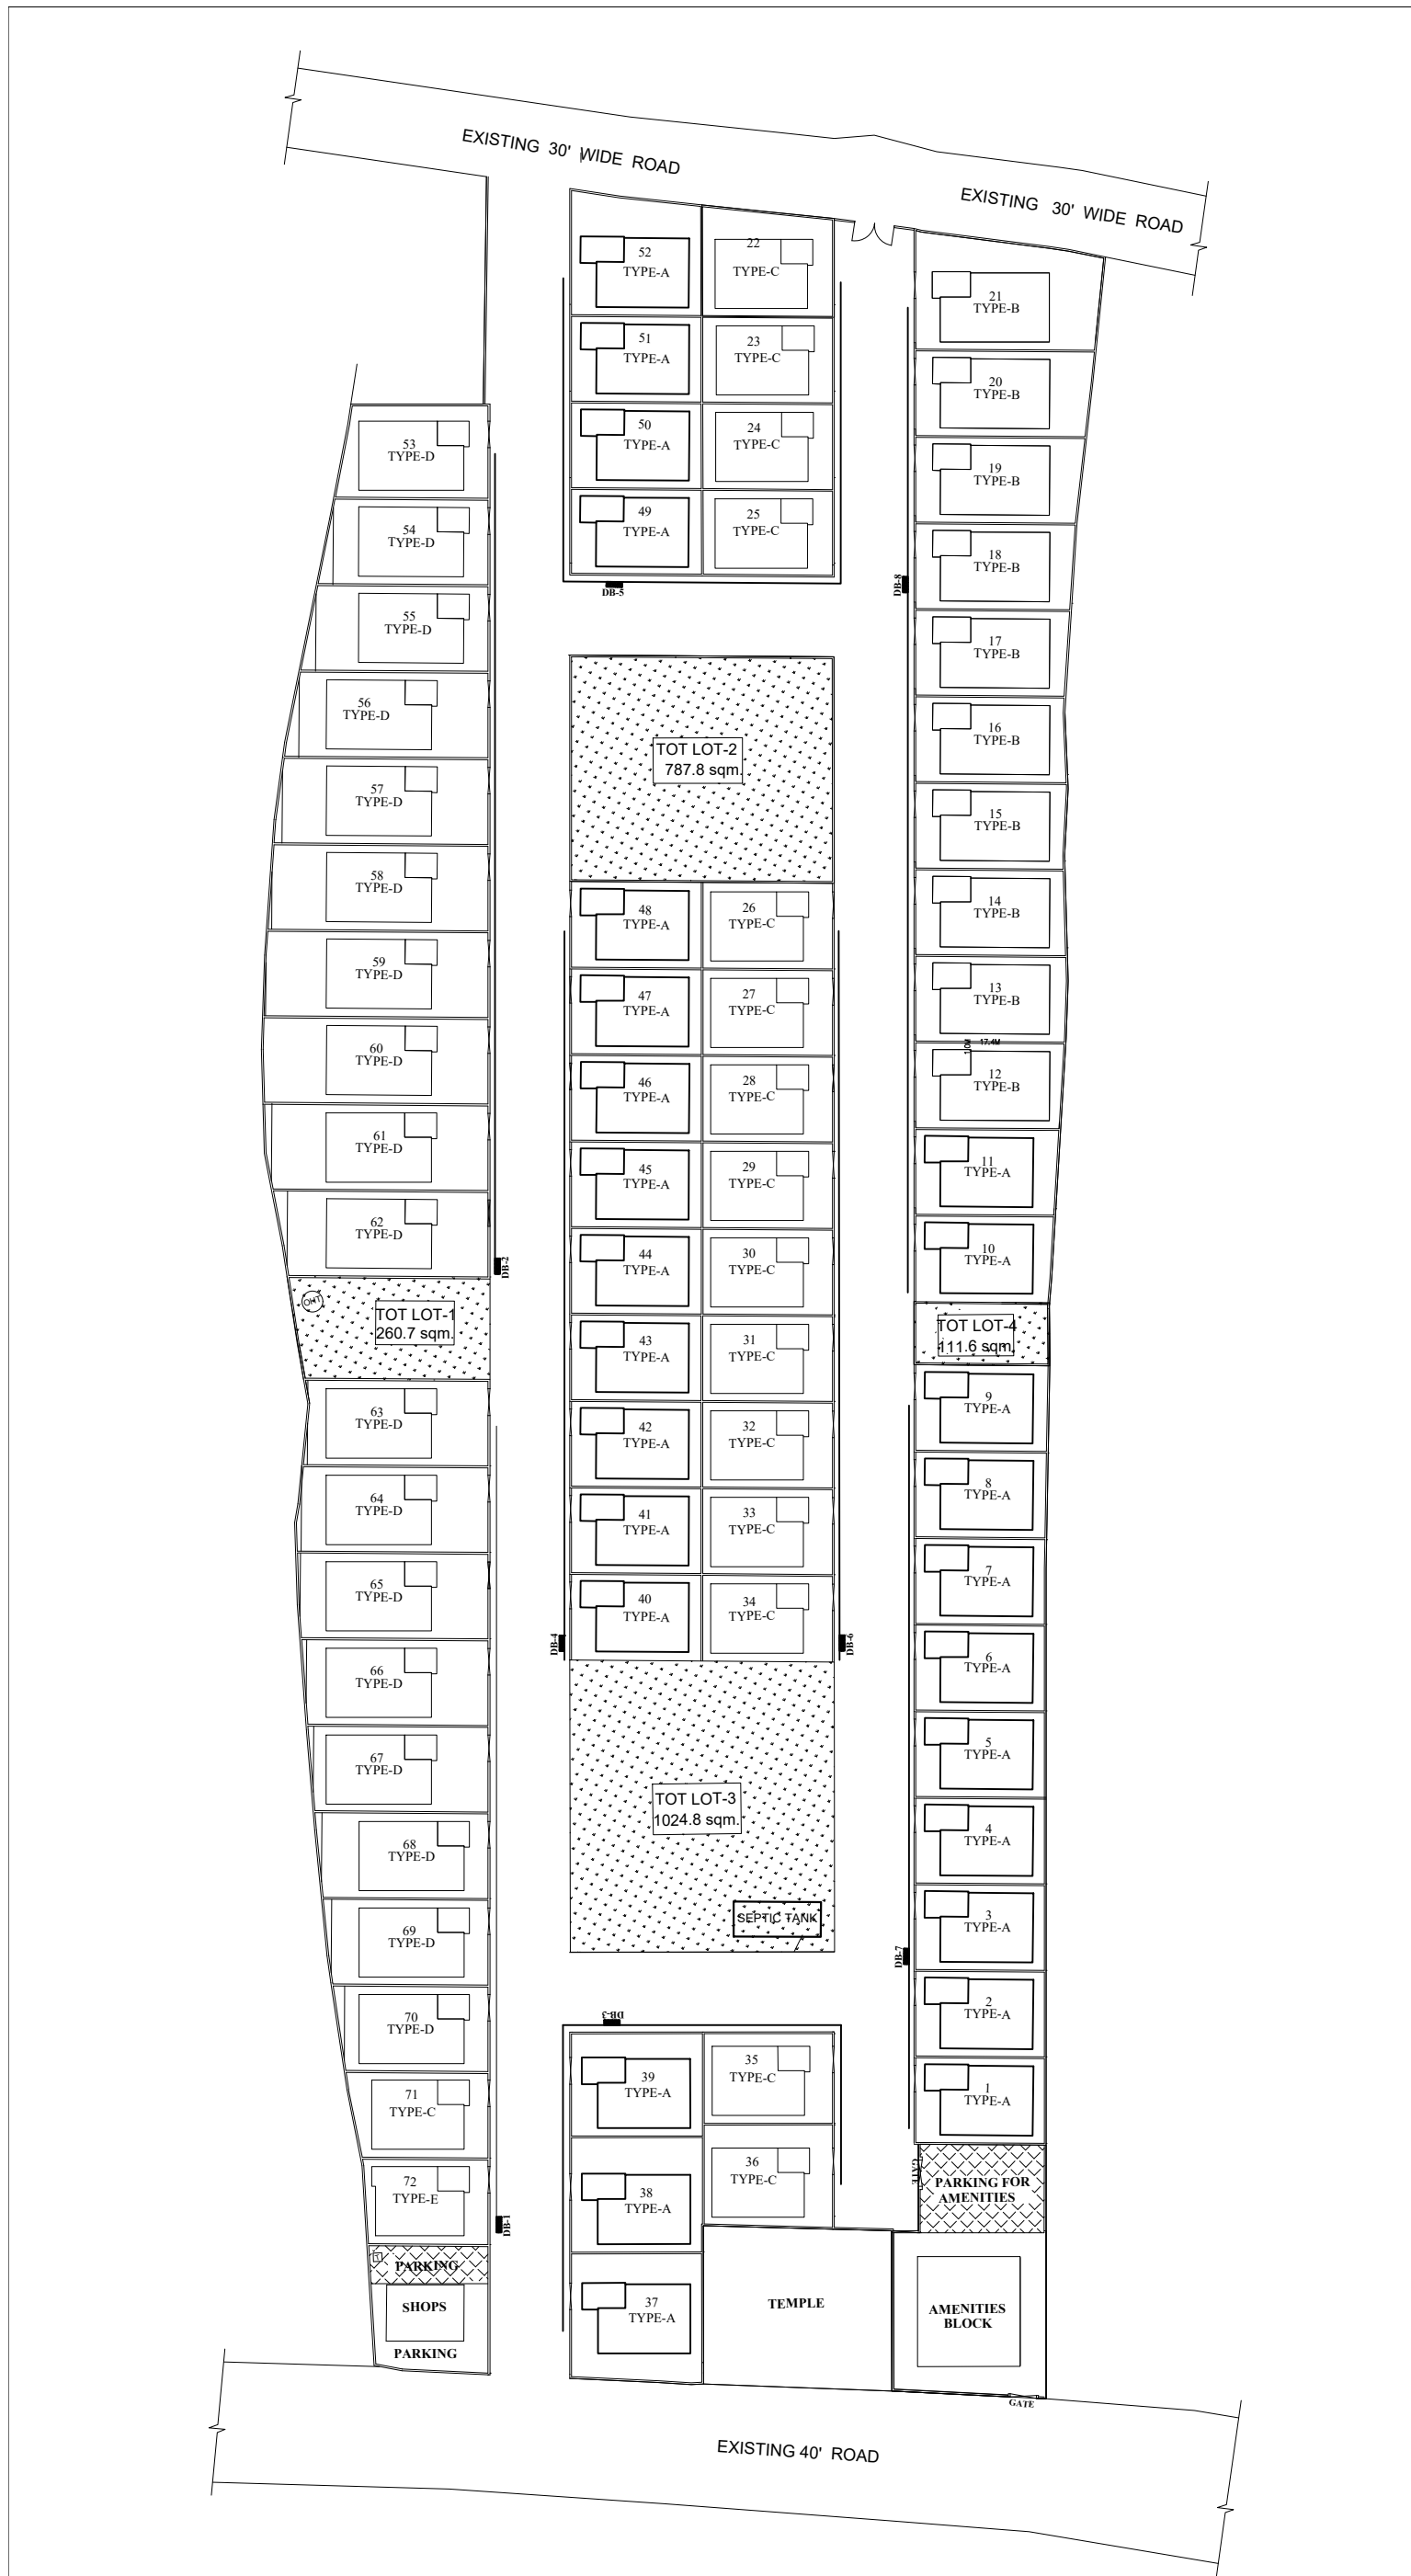 EXISTING 30' WIDE ROAD
EXISTING 30' WIDE ROAD
52
TYPE-A
22
TYPE-C
21
TYPE-B
51
TYPE-A
23
TYPE-C
20
TYPE-B
53
TYPE-D
50
TYPE-A
24
TYPE-C
19
TYPE-B
54
TYPE-D
49
TYPE-A
25
TYPE-C
18
TYPE-B
DB-5
DB-8
55
TYPE-D
17
TYPE-B
56
TYPE-D
TOT LOT-2
787.8 sqm.
16
TYPE-B
57
TYPE-D
15
TYPE-B
58
TYPE-D
48
TYPE-A
26
TYPE-C
14
TYPE-B
59
TYPE-D
47
TYPE-A
27
TYPE-C
13
TYPE-B
1.0M 17.4M
60
TYPE-D
46
TYPE-A
28
TYPE-C
12
TYPE-B
61
TYPE-D
45
TYPE-A
29
TYPE-C
11
TYPE-A
62
TYPE-D
44
TYPE-A
30
TYPE-C
10
TYPE-A
DB-2
OHT
TOT LOT-1
260.7 sqm.
43
TYPE-A
31
TYPE-C
TOT LOT-4
111.6 sqm.
63
TYPE-D
42
TYPE-A
32
TYPE-C
9
TYPE-A
64
TYPE-D
41
TYPE-A
33
TYPE-C
8
TYPE-A
65
TYPE-D
40
TYPE-A
34
TYPE-C
7
TYPE-A
DB-4
DB-6
66
TYPE-D
6
TYPE-A
67
TYPE-D
5
TYPE-A
TOT LOT-3
1024.8 sqm.
68
TYPE-D
4
TYPE-A
SEPTIC TANK
69
TYPE-D
3
TYPE-A
DB-7
70
TYPE-D
DB-3
2
TYPE-A
71
TYPE-C
39
TYPE-A
35
TYPE-C
1
TYPE-A
72
TYPE-E
38
TYPE-A
36
TYPE-C
GATE
PARKING FOR
AMENITIES
DB-1
PARKING
SHOPS
PARKING
37
TYPE-A
TEMPLE
AMENITIES
BLOCK
GATE
EXISTING 40' ROAD